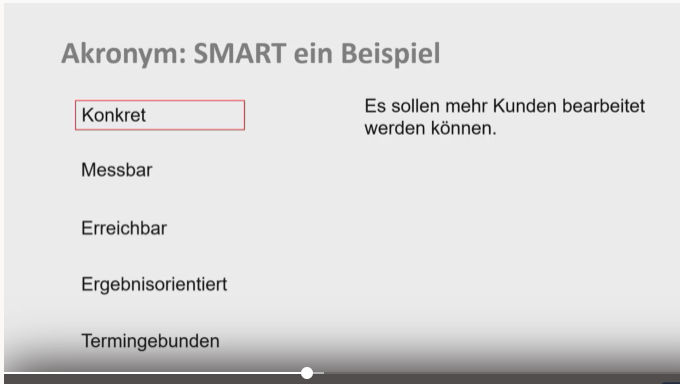 Akronym: SMART ein Beispiel
Konkret
Es sollen mehr Kunden bearbeitet
werden können.
Messbar
Erreichbar
Ergebnisorientiert
Termingebunden